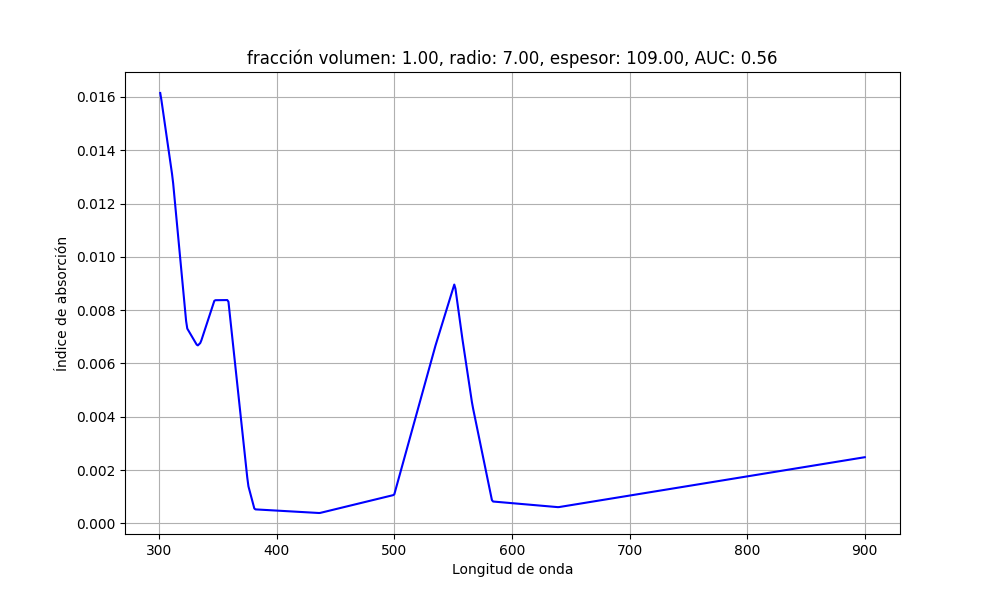 fracción volumen: 1.00, radio: 7.00, espesor: 109.00, AUC: 0.56
0.016
0.014
0.012
0.010
0.008
0.006
0.004
0.002
0.000
Índice de absorción
300 400 500 600 700 800 900
Longitud de onda